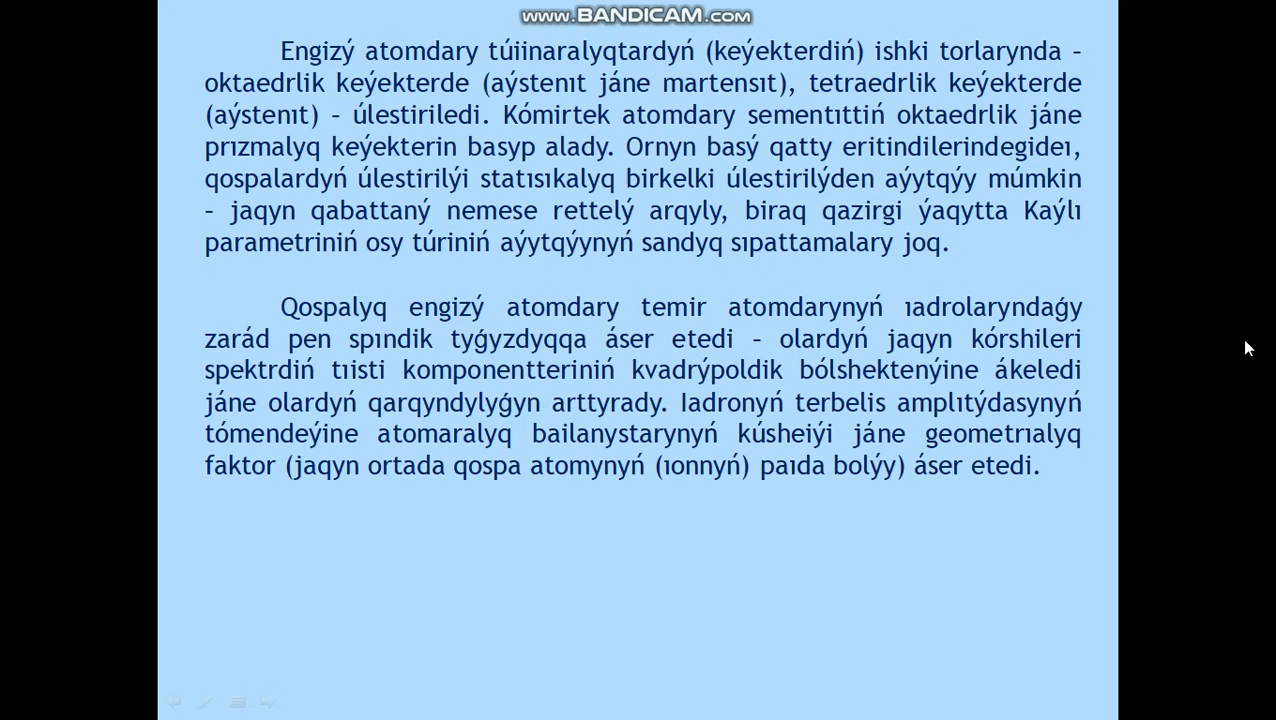 www.BANDICAM.com
Engizý atomdary túiinaralyqtardyń (keýekterdiń) ishki torlarynda –
oktaedrlik keýekterde (aýstenıt jáne martensıt), tetraedrlik keýekterde
(aýstenıt) – úlestiriledi. Kómirtek atomdary sementıttiń oktaedrlik jáne
prızmalyq keýekterin basyp alady. Ornyn basý qatty eritindilerindegideı,
qospalardyń úlestirilýi statısıkalyq birkelki úlestirilýden aýytqýy múmkin
– jaqyn qabattaný nemese rettelý arqyly, biraq qazirgi ýaqytta Kaýlı
parametriniń osy túriniń aýytqýynyń sandyq sıpattamalary joq.
Qospalyq engizý atomdary temir atomdarynyń ıadrolaryndaǵy
zarád pen spındik tyǵyzdyqqa áser etedi – olardyń jaqyn kórshileri
spektrdiń tıisti komponentteriniń kvadrýpoldik bólshektenýine ákeledi
jáne olardyń qarqyndylyǵyn arttyrady. Iadronyń terbelis amplıtýdasynyń
tómendeýine atomaralyq bailanystarynyń kúsheiýi jáne geometrıalyq
faktor (jaqyn ortada qospa atomynyń (ıonnyń) paıda bolýy) áser etedi.